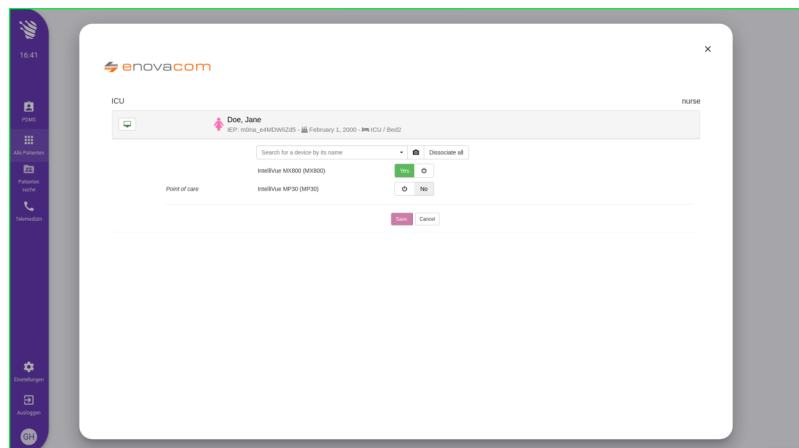 16:41
PDMS
Alle Patienten
Patienten
suche
Telemedizin
Einstellungen
Ausloggen
GH
enovacom
ICU
nurse
Doe, Jane
IEP: m0na_e4MDWiIZd5 - February 1, 2000 - ICU / Bed2
Search for a device by its name
Dissociate all
IntelliVue MX800 (MX800)
Yes
Point of care
IntelliVue MP30 (MP30)
No
Save
Cancel